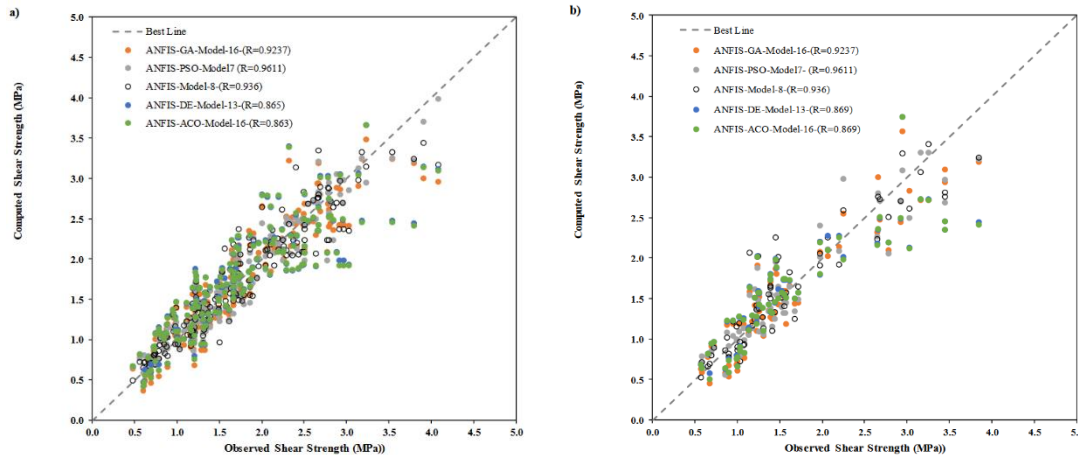 a)
Computed Shear Strength (MPa)
5.0
4.5
4.0
3.5
3.0
2.5
2.0
1.5
1.0
0.5
0.0
Best Line
ANFIS-GA-Model-16-(R=0.9237)
ANFIS-PSO-Model7 (R=0.9611)
ANFIS-Model-8-(R=0.936)
ANFIS-DE-Model-13-(R=0.865)
ANFIS-ACO-Model-16-(R=0.863)
0.0 0.5 1.0 1.5 2.0 2.5 3.0 3.5 4.0 4.5 5.0
Observed Shear Strength (MPa))
b)
Computed Shear Strength (MPa)
5.0
4.5
4.0
3.5
3.0
2.5
2.0
1.5
1.0
0.5
0.0
Best Line
ANFIS-GA-Model-16-(R=0.9237)
ANFIS-PSO-Model7- (R=0.9611)
ANFIS-Model-8-(R=0.936)
ANFIS-DE-Model-13-(R=0.869)
ANFIS-ACO-Model-16-(R=0.869)
0.0 0.5 1.0 1.5 2.0 2.5 3.0 3.5 4.0 4.5 5.0
Observed Shear Strength (MPa))